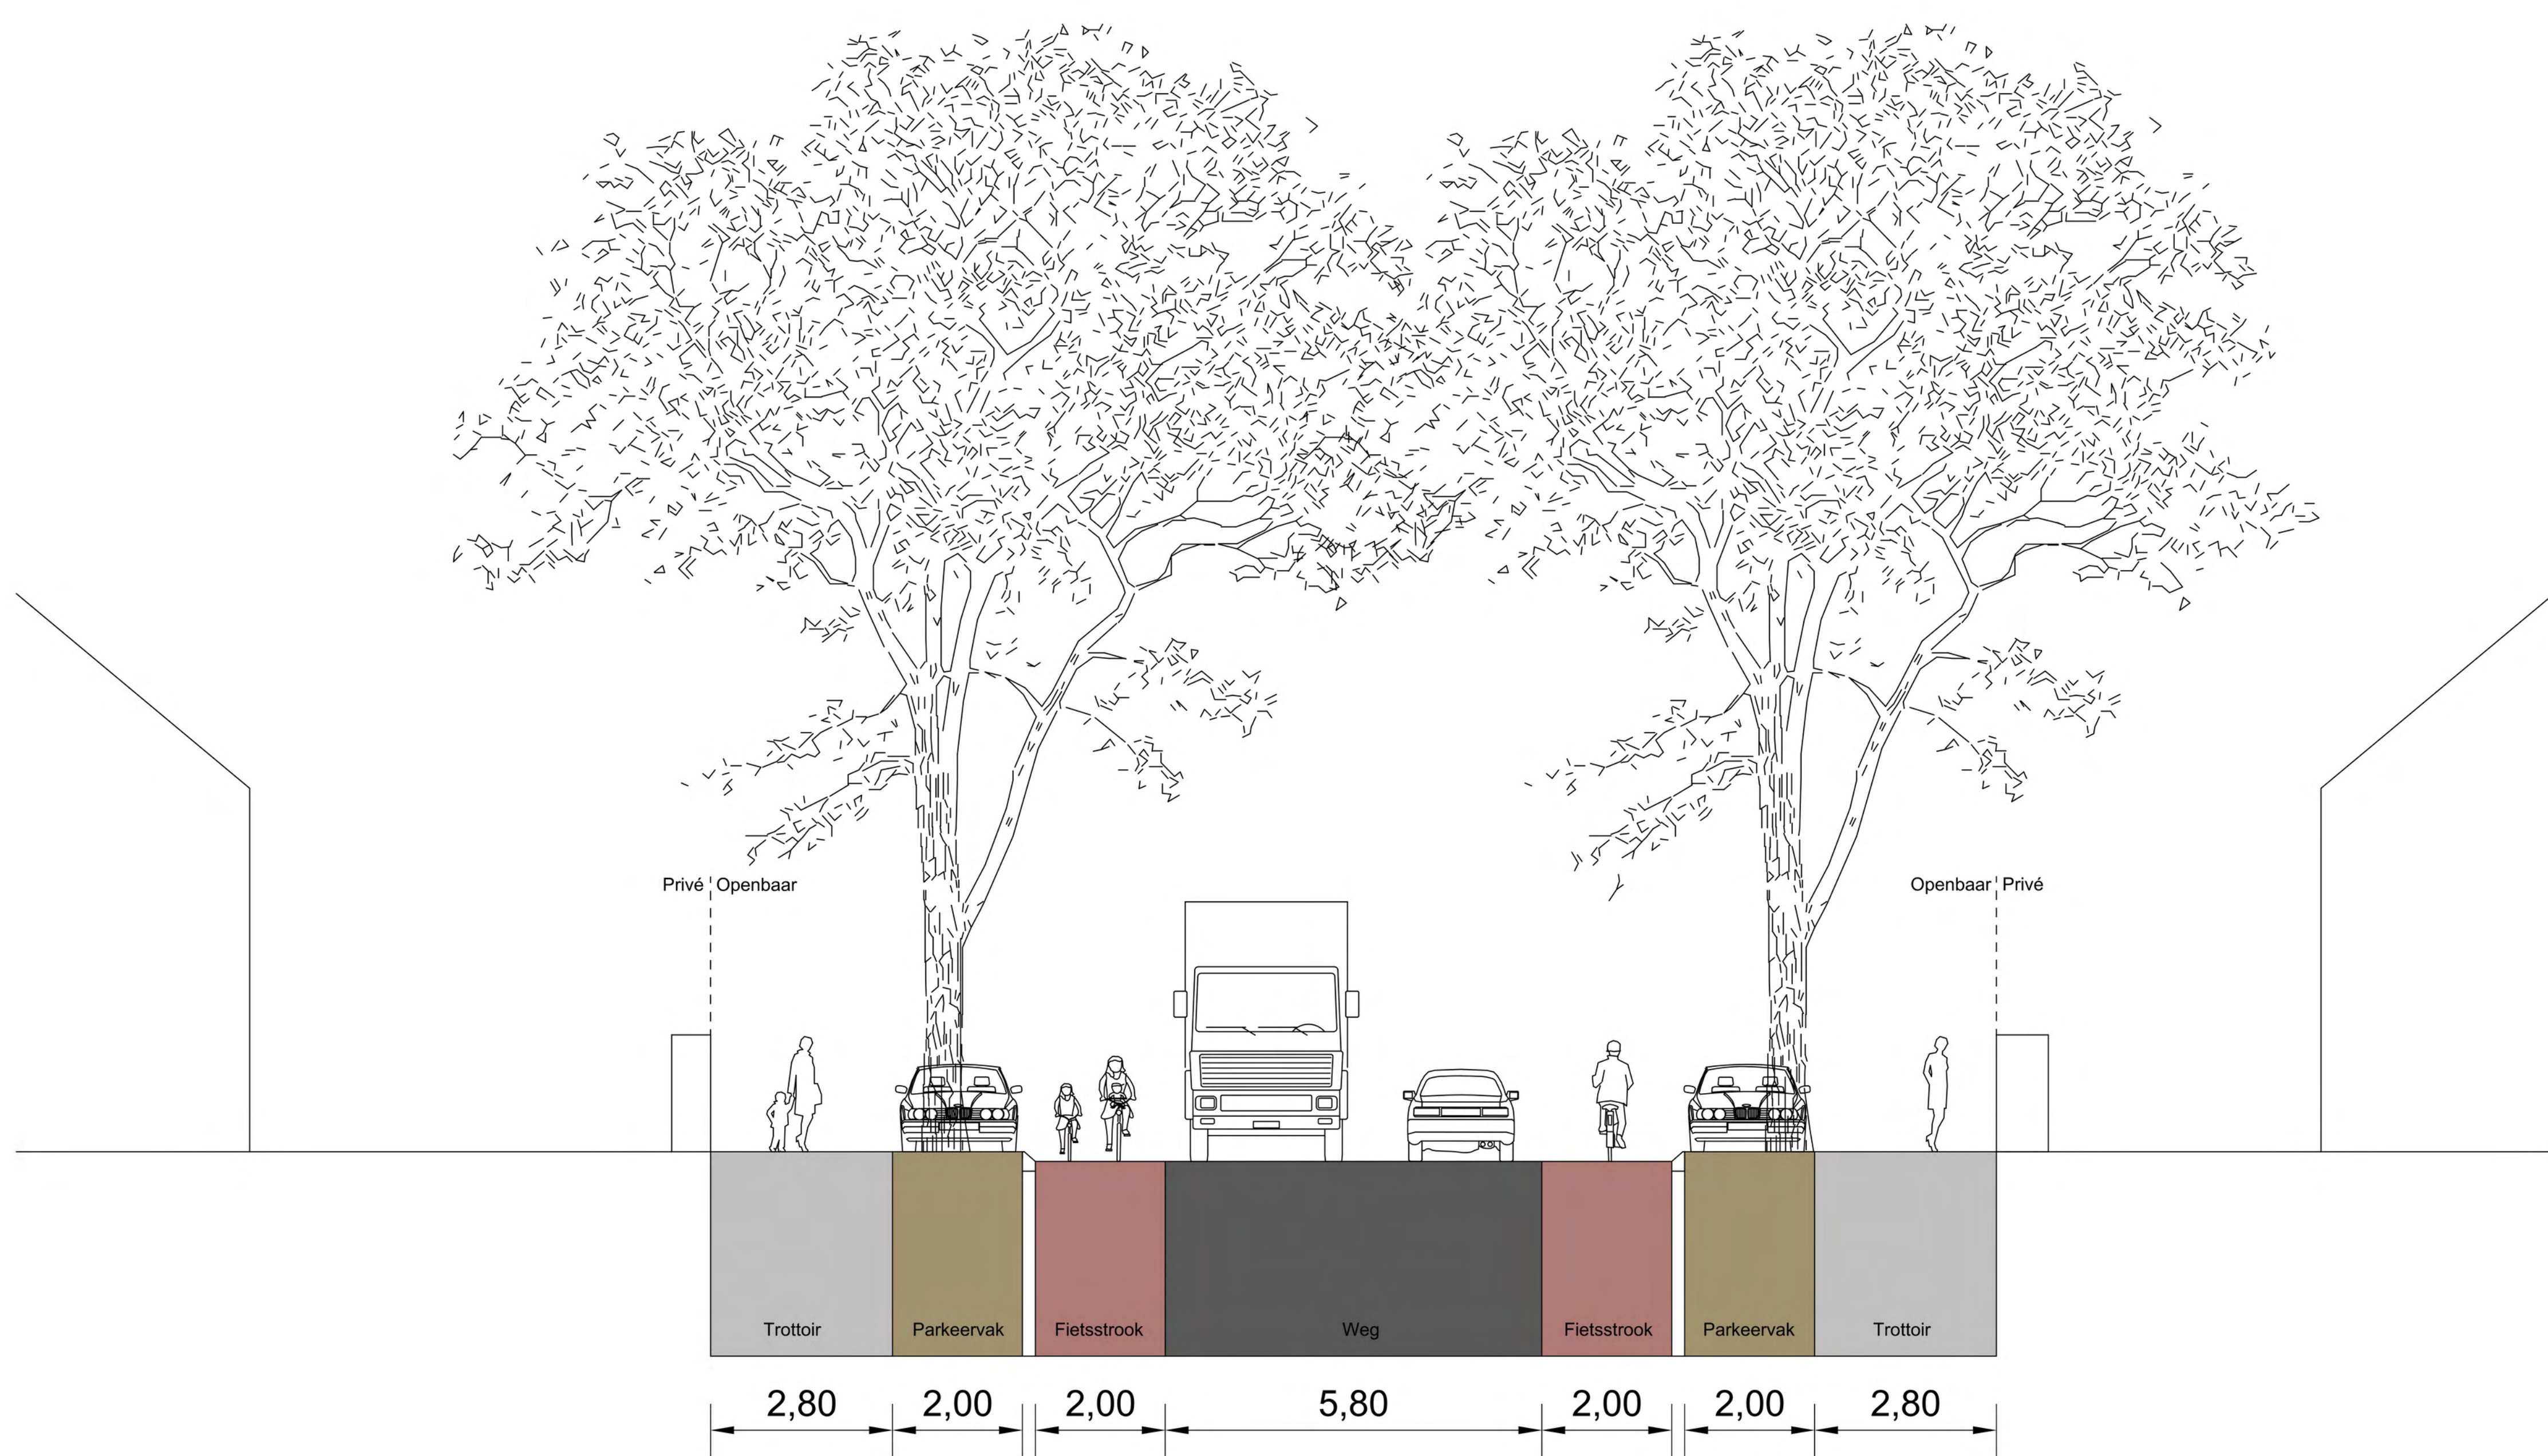 Privé Openbaar
Openbaar Privé
Trottoir Parkeervak Fietsstrook Weg Fietsstrook Parkeervak Trottoir
2,80 2,00 2,00 5,80 2,00 2,00 2,80